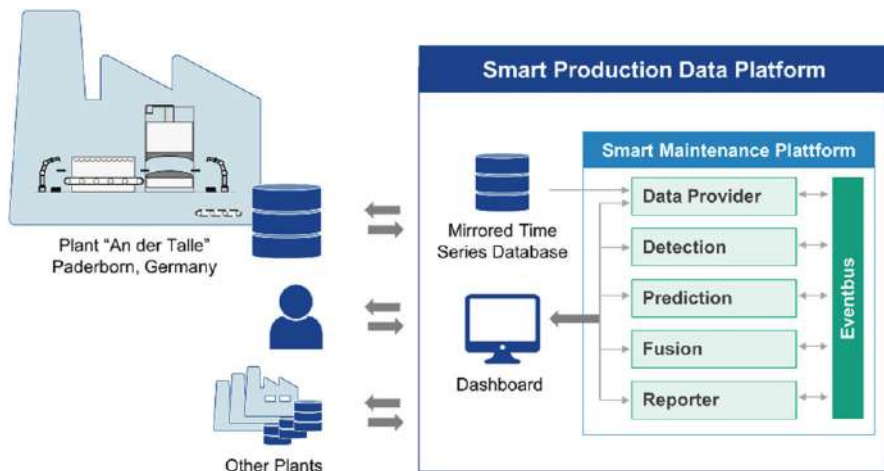 Smart Production Data Platform
Smart Maintenance Plattform
Data Provider
Mirrored Time
Series Database
Detection
Prediction
Fusion
Reporter
Eventbus
Dashboard
Plant "An der Talle"
Paderborn, Germany
Other Plants